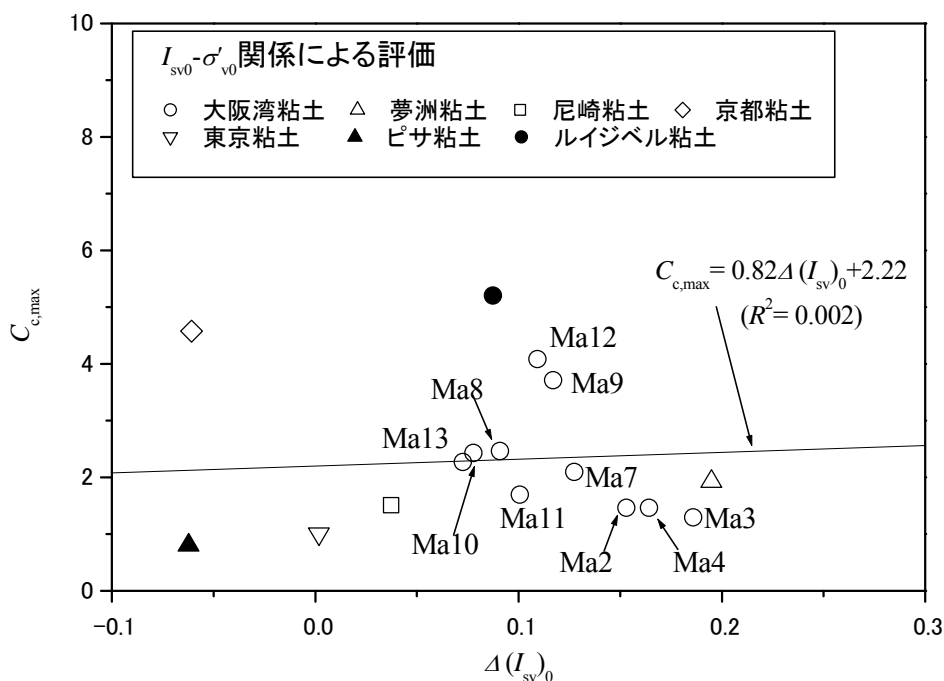 I_sv0-σ'_v0関係による評価
○ 大阪湾粘土 △ 夢洲粘土 □ 尼崎粘土 ◇ 京都粘土
▽ 東京粘土 ▲ ピサ粘土 ● ルイジベル粘土
10
8
6
4
2
0
C_c,max
C_c,max = 0.82Δ(I_sv)_0+2.22
(R²= 0.002)
Ma12
Ma9
Ma8
Ma13
Ma7
Ma11
Ma3
Ma10
Ma2
Ma4
-0.1 0.0 0.1 0.2 0.3
Δ(I_sv)_0